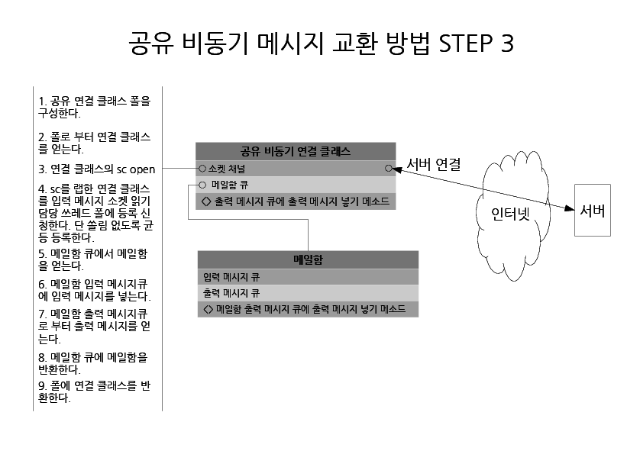 공유 비동기 메시지 교환 방법 STEP 3
1. 공유 연결 클래스 폴을
구성한다.
2. 폴로 부터 연결 클래스
를 얻는다.
3. 연결 클래스의 sc open
4. sc를 랩한 연결 클래스
를 입력 메시지 소켓 읽기
담당 쓰레드 폴에 등록 신
청한다. 단 쏠림 없도록 균
등 등록한다.
5. 메일함 큐에서 메일함
을 얻는다.
6. 메일함 입력 메시지큐
에 입력 메시지를 넣는다.
7. 메일함 출력 메시지큐
로 부터 출력 메시지를 얻
는다.
8. 메일함 큐에 메일함을
반환한다.
9. 폴에 연결 클래스를 반
환한다.
공유 비동기 연결 클래스
소켓 채널
메일함 큐
출력 메시지 큐에 출력 메시지 넣기 메소드
메일함
입력 메시지 큐
출력 메시지 큐
메일함 출력 메시지 큐에 출력 메시지 넣기 메소드
서버 연결
인터넷
서버